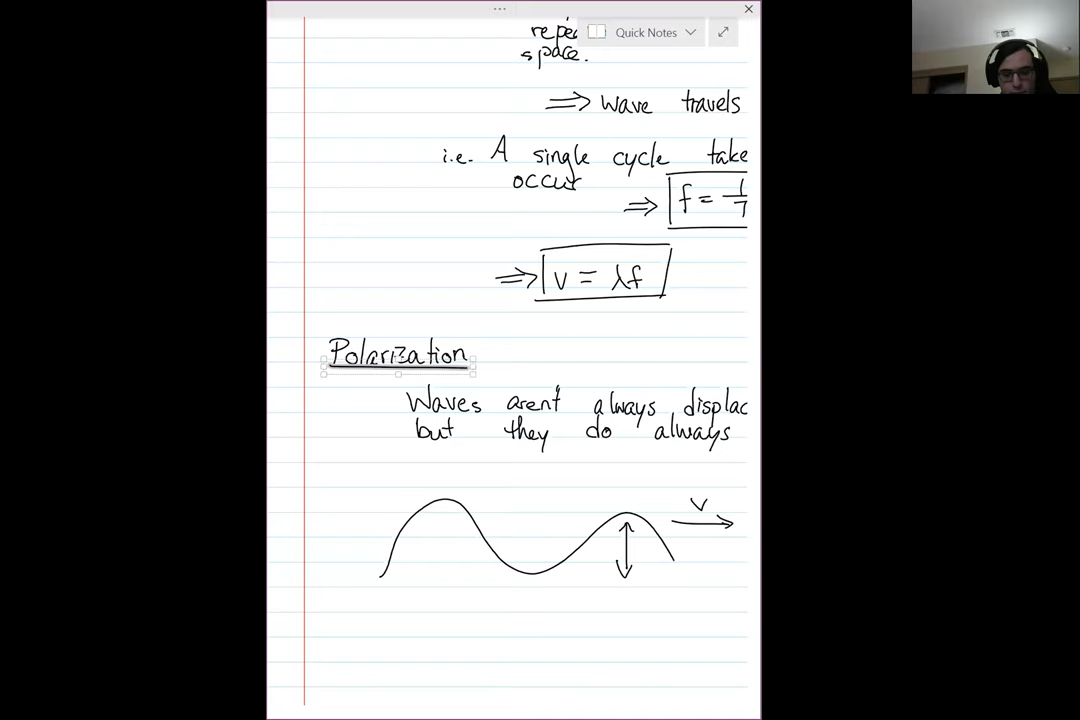 Quick Notes
space.
⇒ wave travels
i.e. A single cycle take
occur
⇒ f = 1/T
⇒ v = λf
Polarization
Waves aren't always displac
but they do always
v